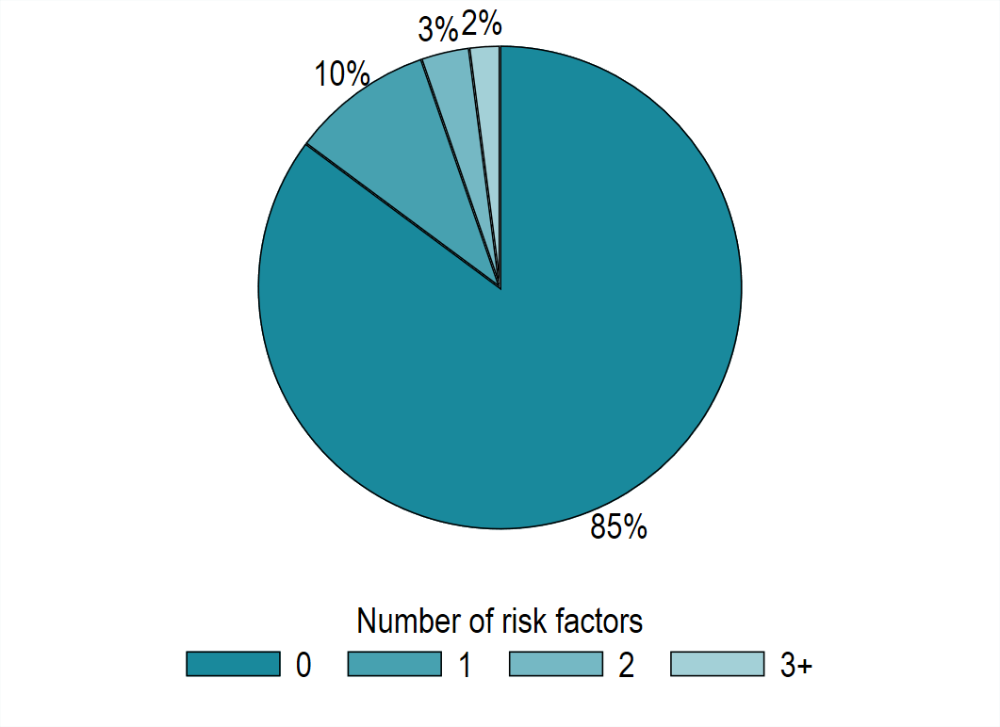 3% 2%
10%
85%
Number of risk factors
0 1 2 3+